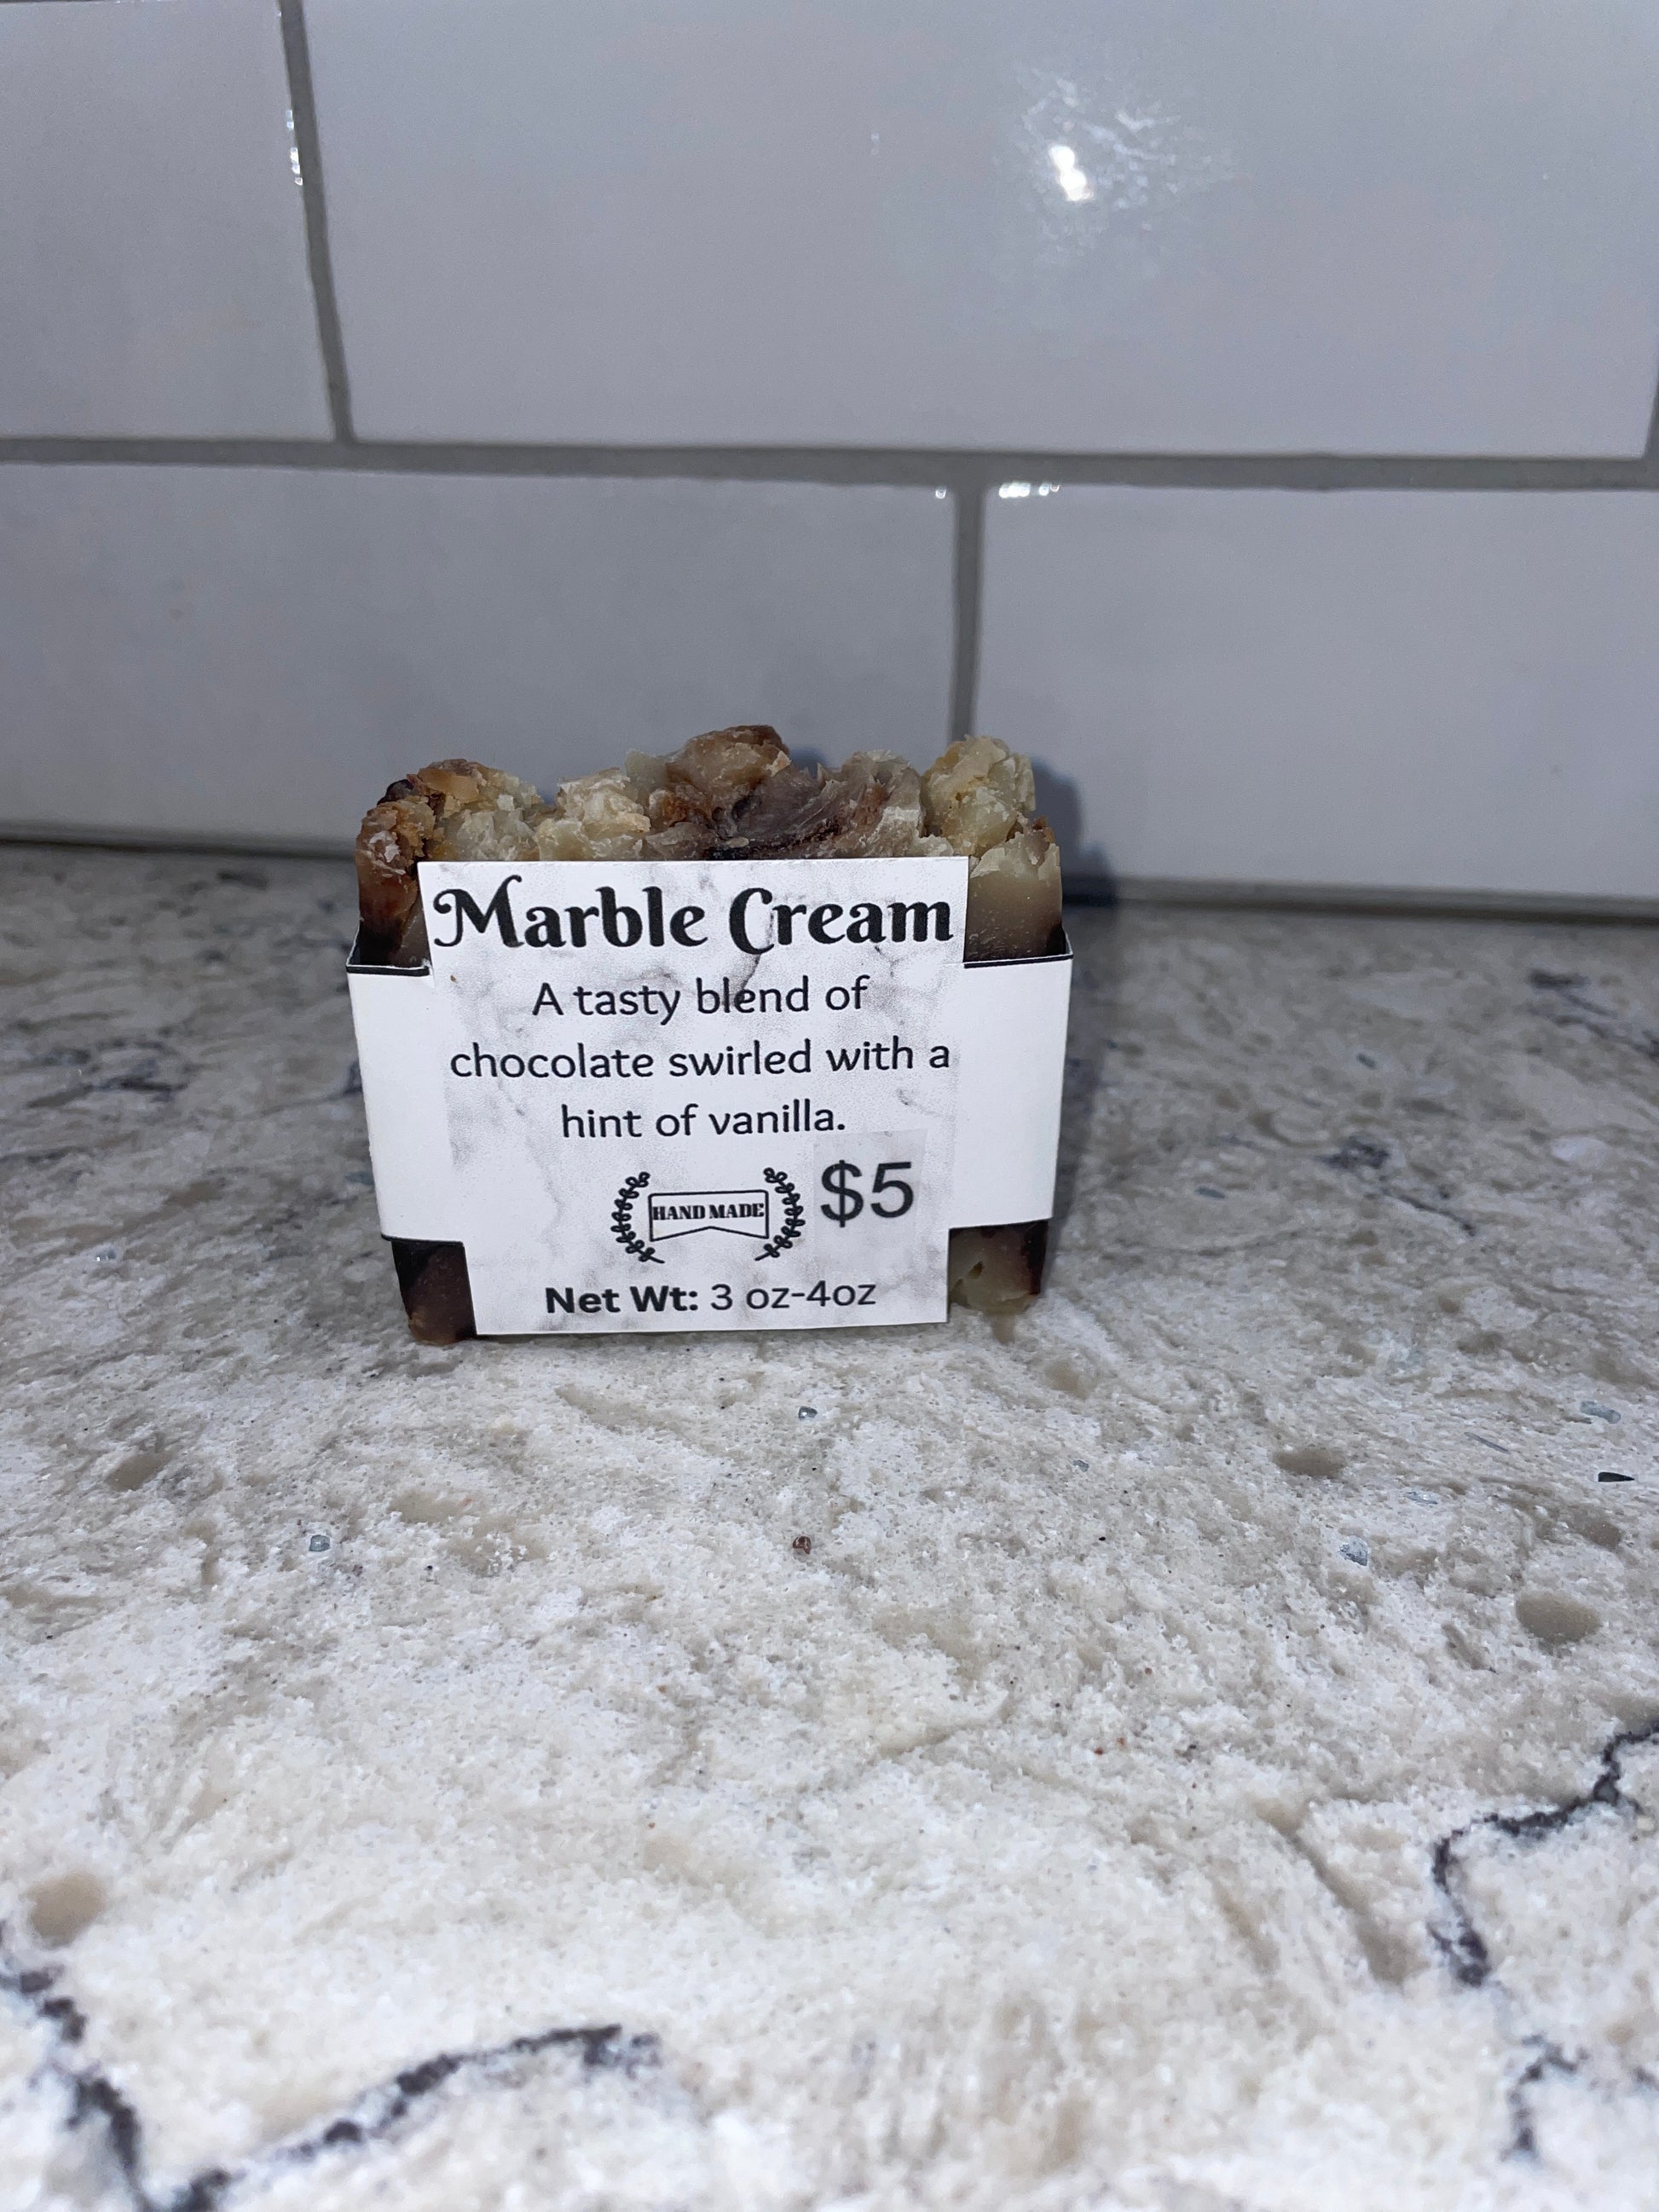 Marble Cream
A tasty blend of
chocolate swirled with a
hint of vanilla.
HAND MADE
$5
Net Wt: 3 oz-4oz